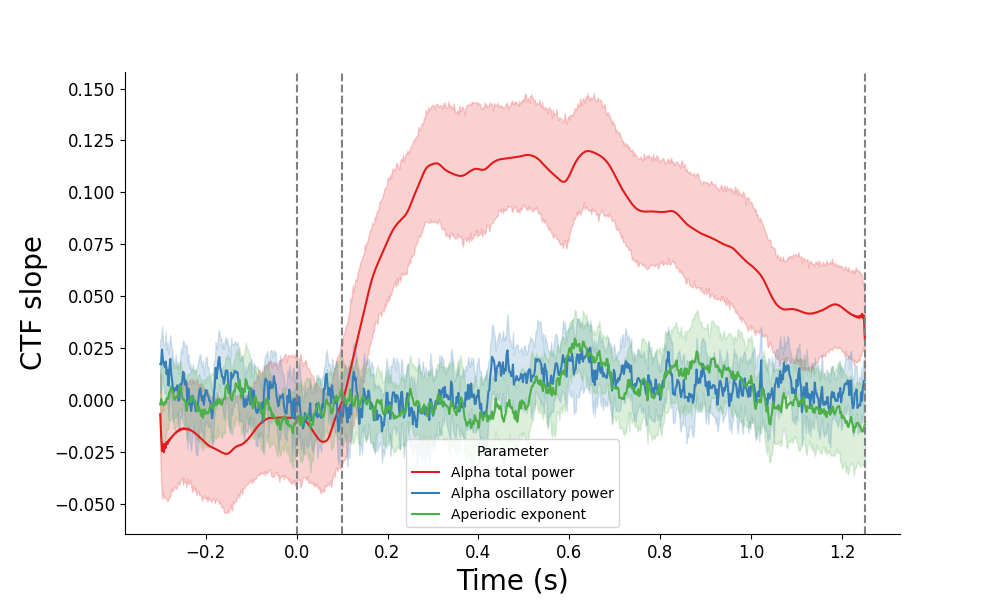 0.150
0.125
0.100
0.075
0.050
0.025
0.000
−0.025
−0.050
CTF slope
Parameter
Alpha total power
Alpha oscillatory power
Aperiodic exponent
−0.2
0.0
0.2
0.4
0.6
0.8
1.0
1.2
Time (s)